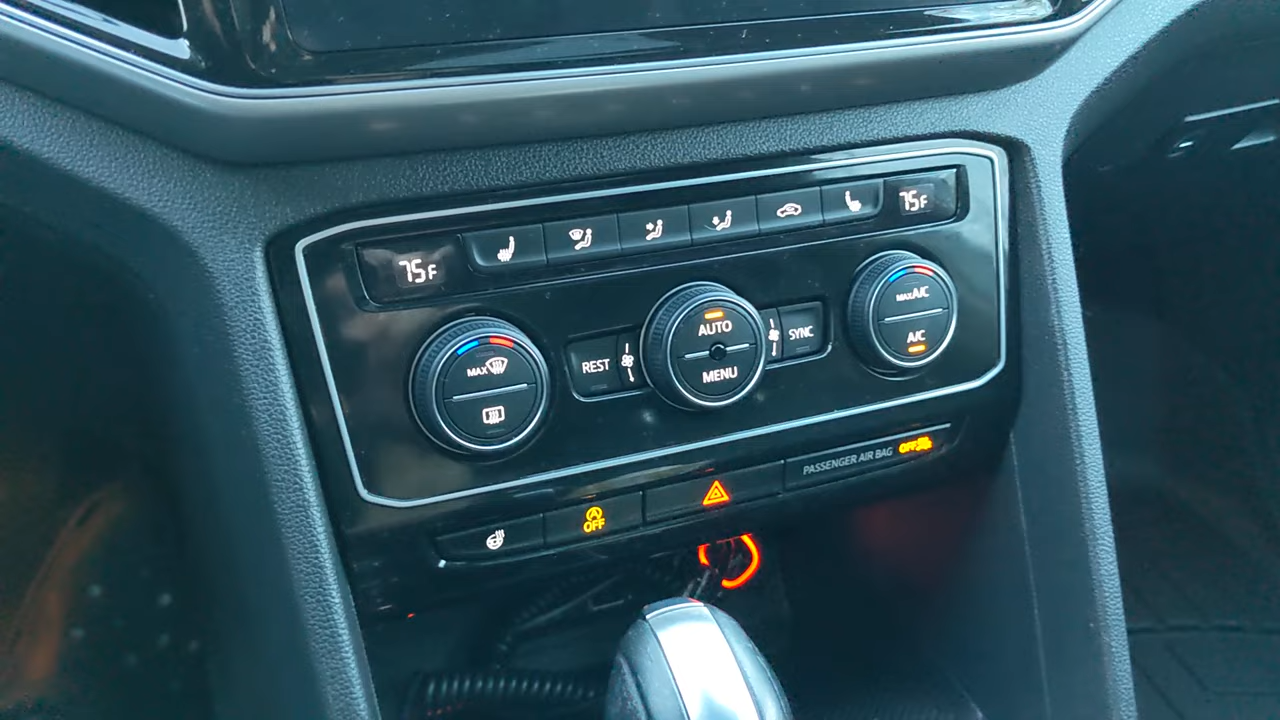 75F
75F
MAX
REST
AUTO
MENU
SYNC
MAX A/C
A/C
PASSENGER AIR BAG
OFF
OFF